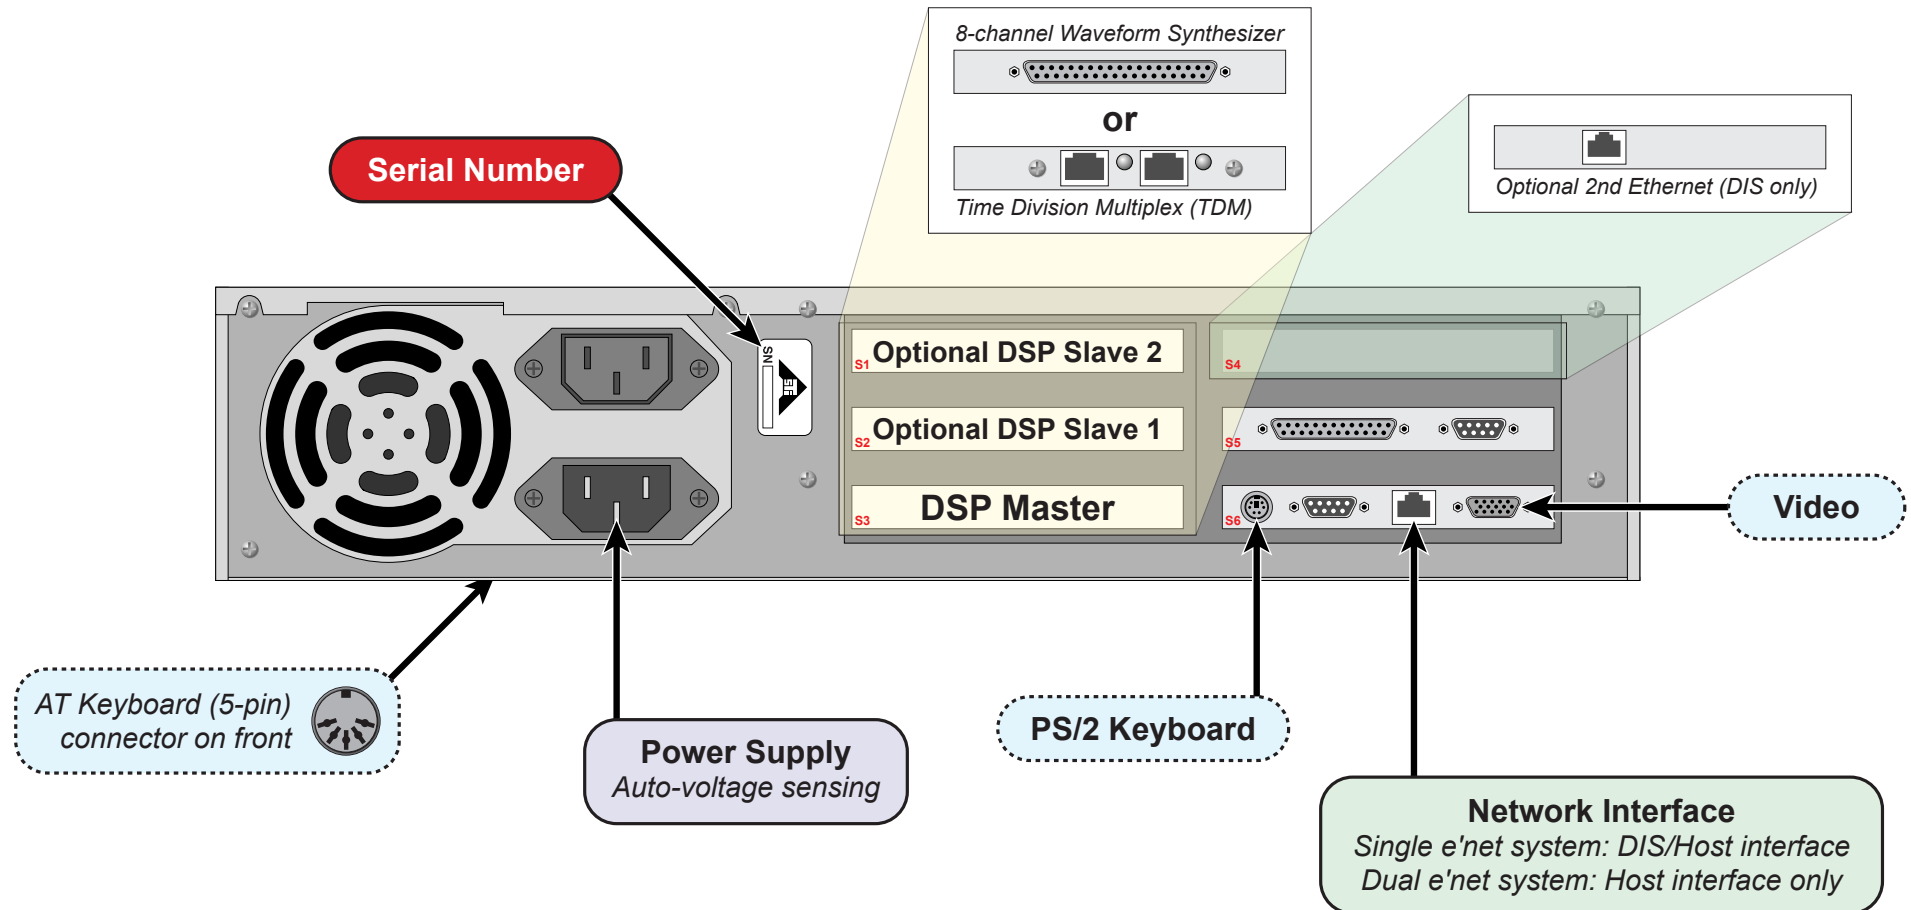 8-channel Waveform Synthesizer
or
Time Division Multiplex (TDM)
Optional 2nd Ethernet (DIS only)
Serial Number
SN
S1 Optional DSP Slave 2
S4
S2 Optional DSP Slave 1
S5
S3 DSP Master
S6
Video
AT Keyboard (5-pin)
connector on front
Power Supply
Auto-voltage sensing
PS/2 Keyboard
Network Interface
Single e'net system: DIS/Host interface
Dual e'net system: Host interface only